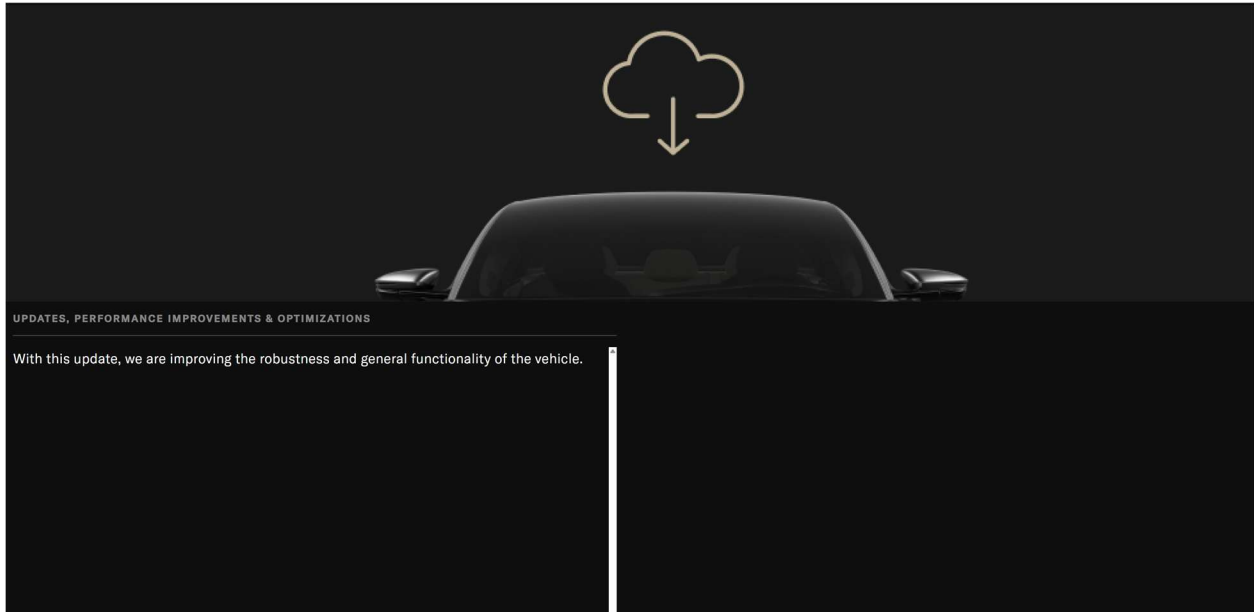 UPDATES, PERFORMANCE IMPROVEMENTS & OPTIMIZATIONS
With this update, we are improving the robustness and general functionality of the vehicle.